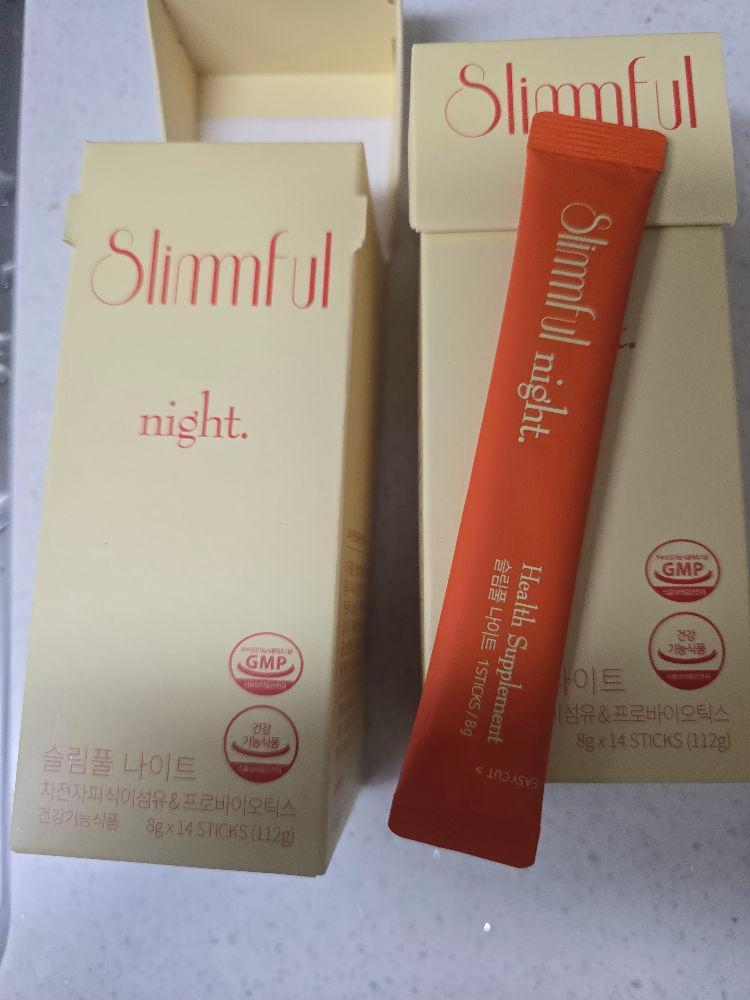 Slimmful
night.
GMP
건강
기능식품
슬림풀 나이트
차전자피식이섬유&프로바이오틱스
건강기능식품 8g x 14 STICKS (112g)
Slimmful
GMP
건강
기능식품
나이트
이섬유&프로바이오틱스
8g x 14 STICKS (112g)
Slimmful night.
Health Supplement
슬림풀 나이트 1STICKS / 8g
EASY CUT >